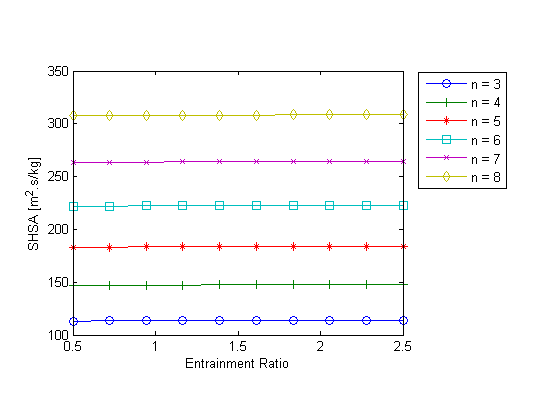 350
300
250
200
150
100
SHSA [m².s/kg]
0.5 1 1.5 2 2.5
Entrainment Ratio
n = 3
n = 4
n = 5
n = 6
n = 7
n = 8